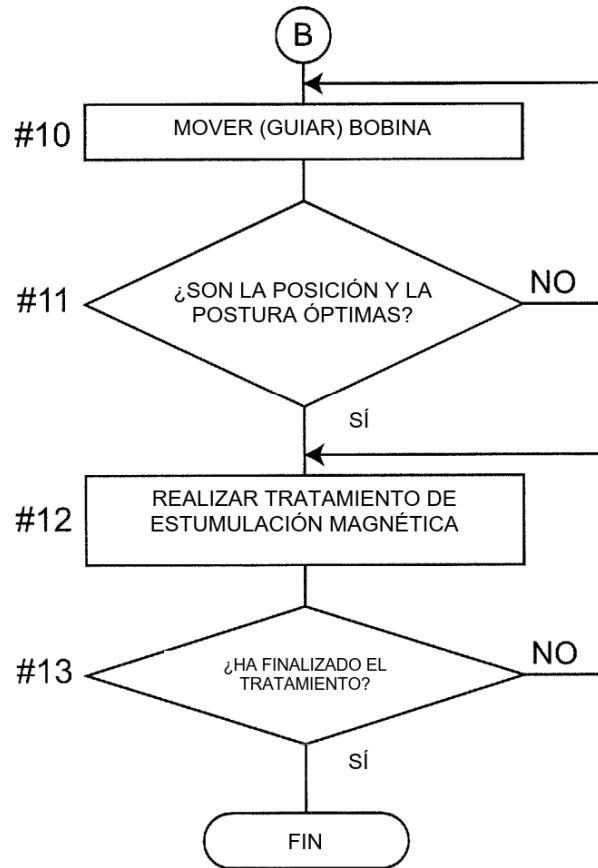 B
#10
MOVER (GUIAR) BOBINA
#11
¿SON LA POSICIÓN Y LA
POSTURA ÓPTIMAS?
NO
SÍ
#12
REALIZAR TRATAMIENTO DE
ESTUMULACIÓN MAGNÉTICA
#13
¿HA FINALIZADO EL
TRATAMIENTO?
NO
SÍ
FIN